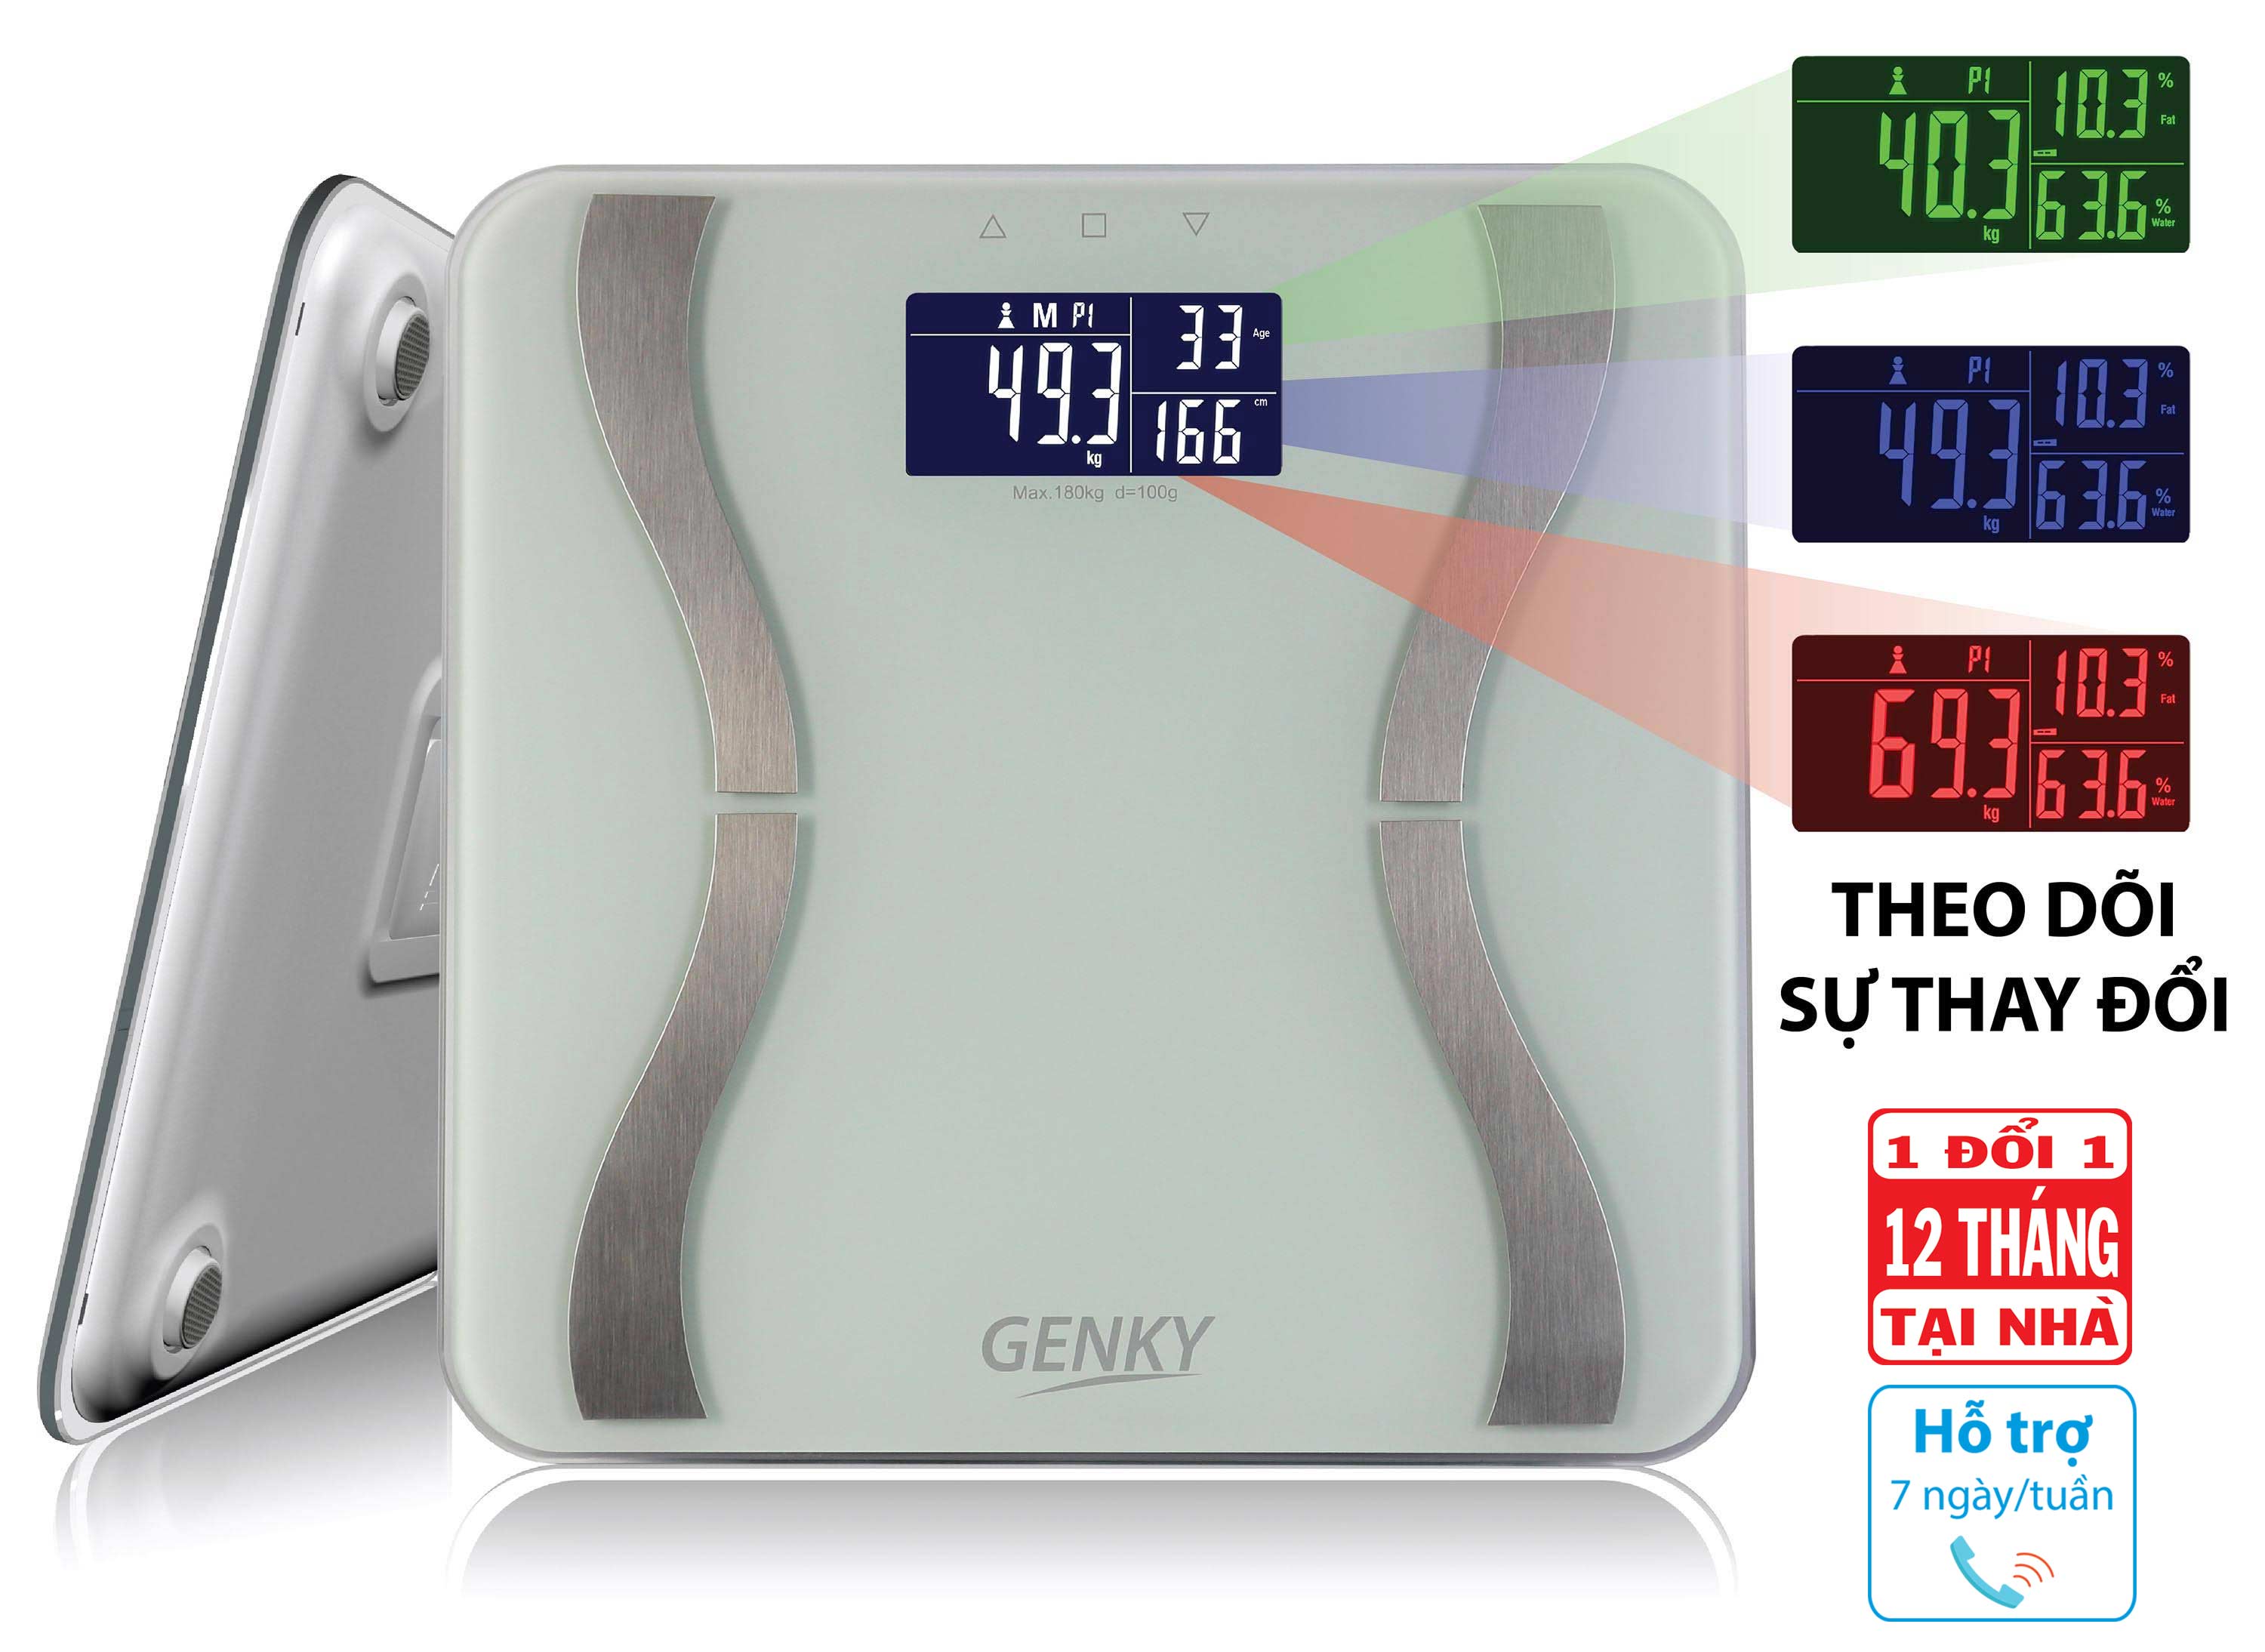 M P1
33 Age
49.3 kg
166 cm
Max.180kg d=100g
GENKY
P1
10.3 % Fat
40.3 kg
63.6 % Water
P1
10.3 % Fat
49.3 kg
63.6 % Water
P1
10.3 % Fat
69.3 kg
63.6 % Water
THEO DÕI
SỰ THAY ĐỔI
1 ĐỔI 1
12 THÁNG
TẠI NHÀ
Hỗ trợ
7 ngày/tuần